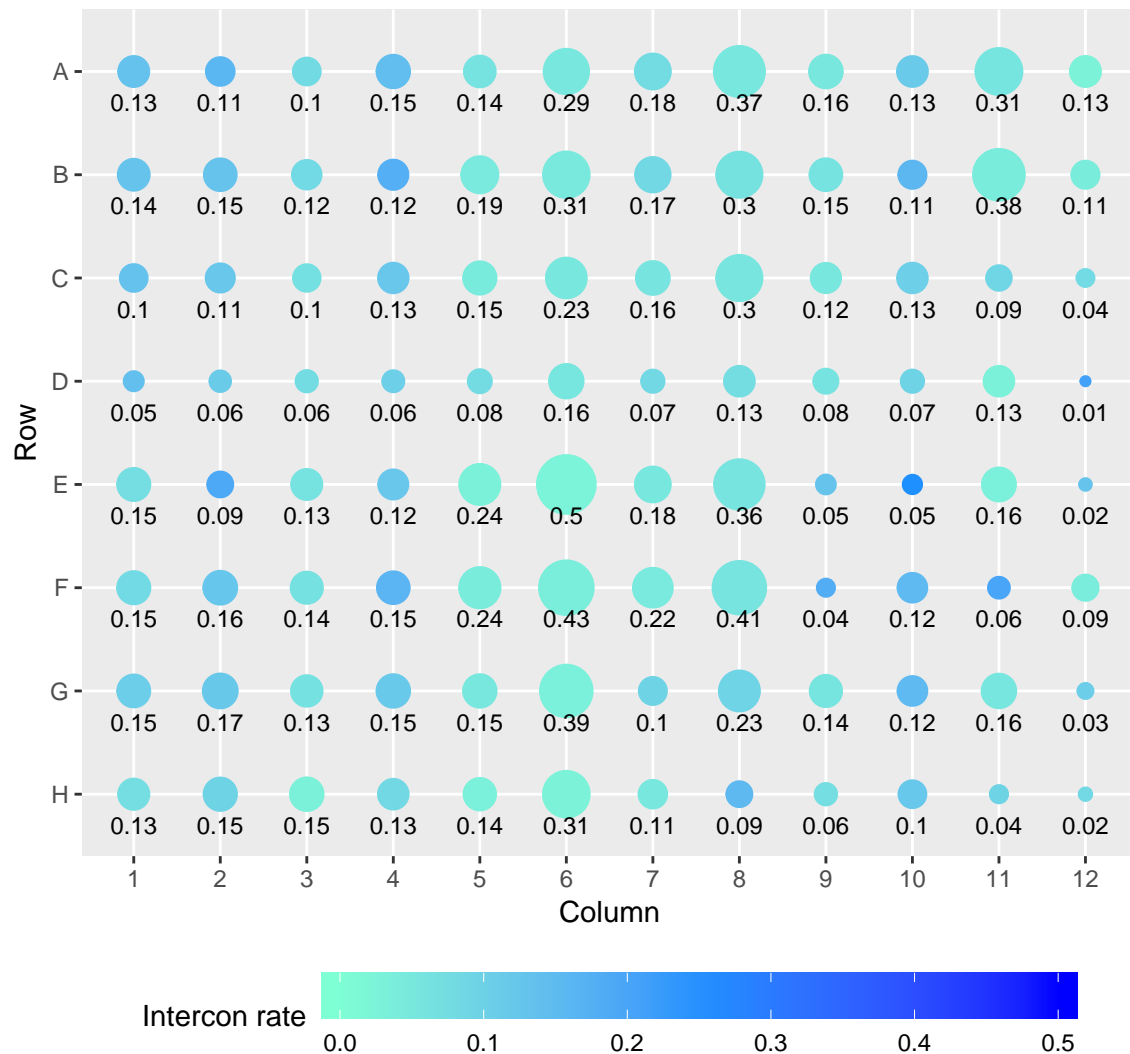 A
0.13 0.11 0.1 0.15 0.14 0.29 0.18 0.37 0.16 0.13 0.31 0.13
B
0.14 0.15 0.12 0.12 0.19 0.31 0.17 0.3 0.15 0.11 0.38 0.11
C
0.1 0.11 0.1 0.13 0.15 0.23 0.16 0.3 0.12 0.13 0.09 0.04
D
0.05 0.06 0.06 0.06 0.08 0.16 0.07 0.13 0.08 0.07 0.13 0.01
Row
E
0.15 0.09 0.13 0.12 0.24 0.5 0.18 0.36 0.05 0.05 0.16 0.02
F
0.15 0.16 0.14 0.15 0.24 0.43 0.22 0.41 0.04 0.12 0.06 0.09
G
0.15 0.17 0.13 0.15 0.15 0.39 0.1 0.23 0.14 0.12 0.16 0.03
H
0.13 0.15 0.15 0.13 0.14 0.31 0.11 0.09 0.06 0.1 0.04 0.02
1 2 3 4 5 6 7 8 9 10 11 12
Column
Intercon rate
0.0 0.1 0.2 0.3 0.4 0.5